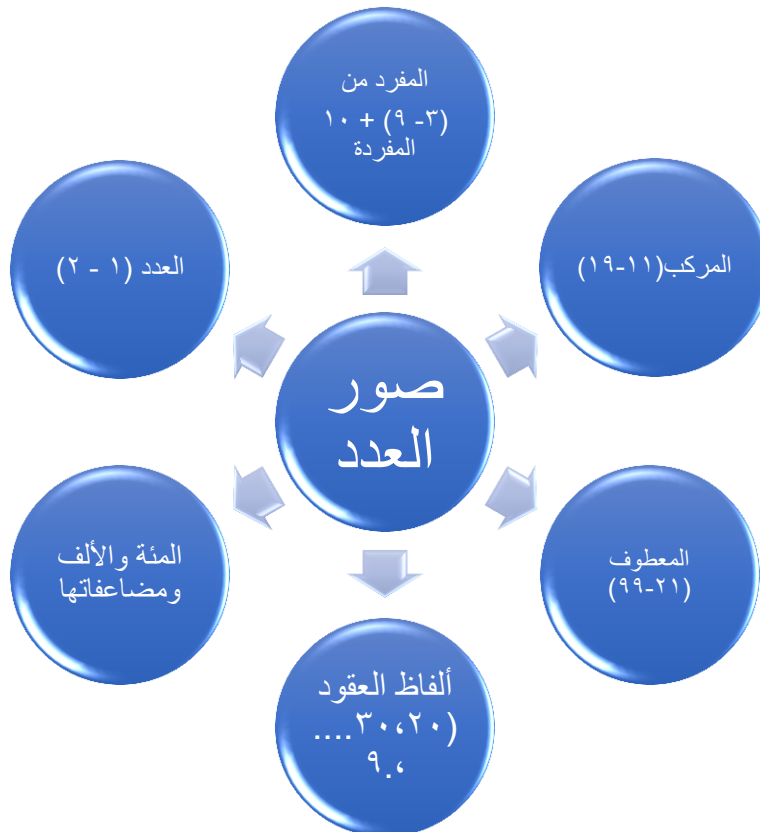 المفرد من
(٣- ٩) + ١٠
المفردة
المركب(١١-١٩)
المعطوف
(٢١-٩٩)
ألفاظ العقود
(٢٠،٣٠....
،٩.
المئة والألف
ومضاعفاتها
العدد (١ - ٢)
صور
العدد